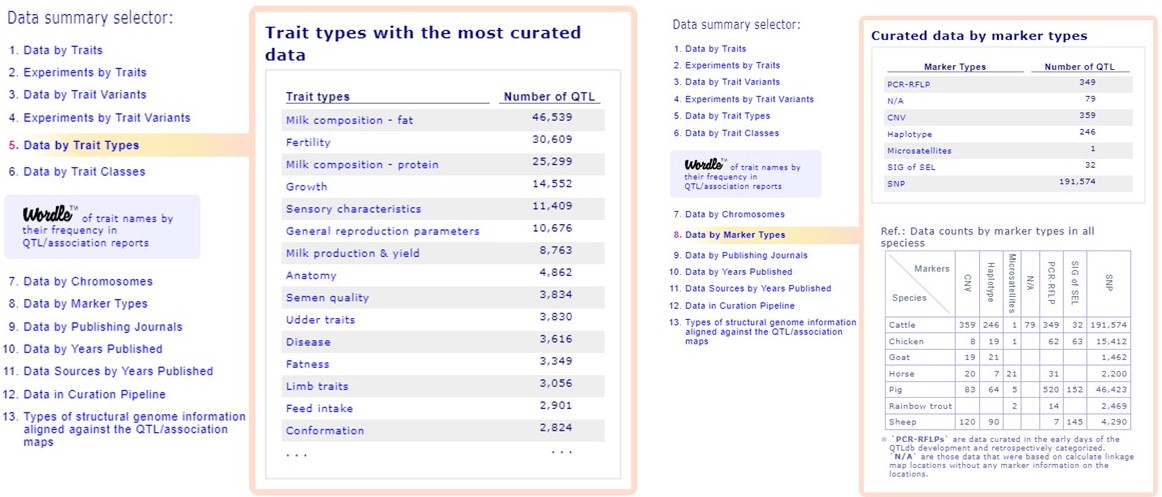 Data summary selector:
1. Data by Traits
2. Experiments by Traits
3. Data by Trait Variants
4. Experiments by Trait Variants
5. Data by Trait Types
6. Data by Trait Classes
Wordle™ of trait names by
their frequency in
QTL/association reports
7. Data by Chromosomes
8. Data by Marker Types
9. Data by Publishing Journals
10. Data by Years Published
11. Data Sources by Years Published
12. Data in Curation Pipeline
13. Types of structural genome information
aligned against the QTL/association
maps
Trait types with the most curated
data
Trait types Number of QTL
Milk composition - fat 46,539
Fertility 30,609
Milk composition - protein 25,299
Growth 14,552
Sensory characteristics 11,409
General reproduction parameters 10,676
Milk production & yield 8,763
Anatomy 4,862
Semen quality 3,834
Udder traits 3,830
Disease 3,616
Fatness 3,349
Limb traits 3,056
Feed intake 2,901
Conformation 2,824
. . . . . .
Data summary selector:
1. Data by Traits
2. Experiments by Traits
3. Data by Trait Variants
4. Experiments by Trait Variants
5. Data by Trait Types
6. Data by Trait Classes
Wordle™ of trait names by
their frequency in
QTL/association reports
7. Data by Chromosomes
8. Data by Marker Types
9. Data by Publishing Journals
10. Data by Years Published
11. Data Sources by Years Published
12. Data in Curation Pipeline
13. Types of structural genome information
aligned against the QTL/association
maps
Curated data by marker types
Marker Types Number of QTL
PCR-RFLP 349
N/A 79
CNV 359
Haplotype 246
Microsatellites 1
SIG of SEL 32
SNP 191,574
Ref.: Data counts by marker types in all
speciess
Markers Species CNV Haplotype Microsatellites N/A PCR-RFLP SIG of SEL SNP
Cattle 359 246 1 79 349 32 191,574
Chicken 8 19 1 62 63 15,412
Goat 19 21 1,462
Horse 20 7 21 31 2,200
Pig 83 64 5 520 152 46,423
Rainbow trout 2 14 2,469
Sheep 120 90 7 145 4,290
※ `PCR-RFLPs` are data curated in the early days of the
QTLdb development and retrospectively categorized.
`N/A` are those data that were based on calculate linkage
map locations without any marker information on the
locations.